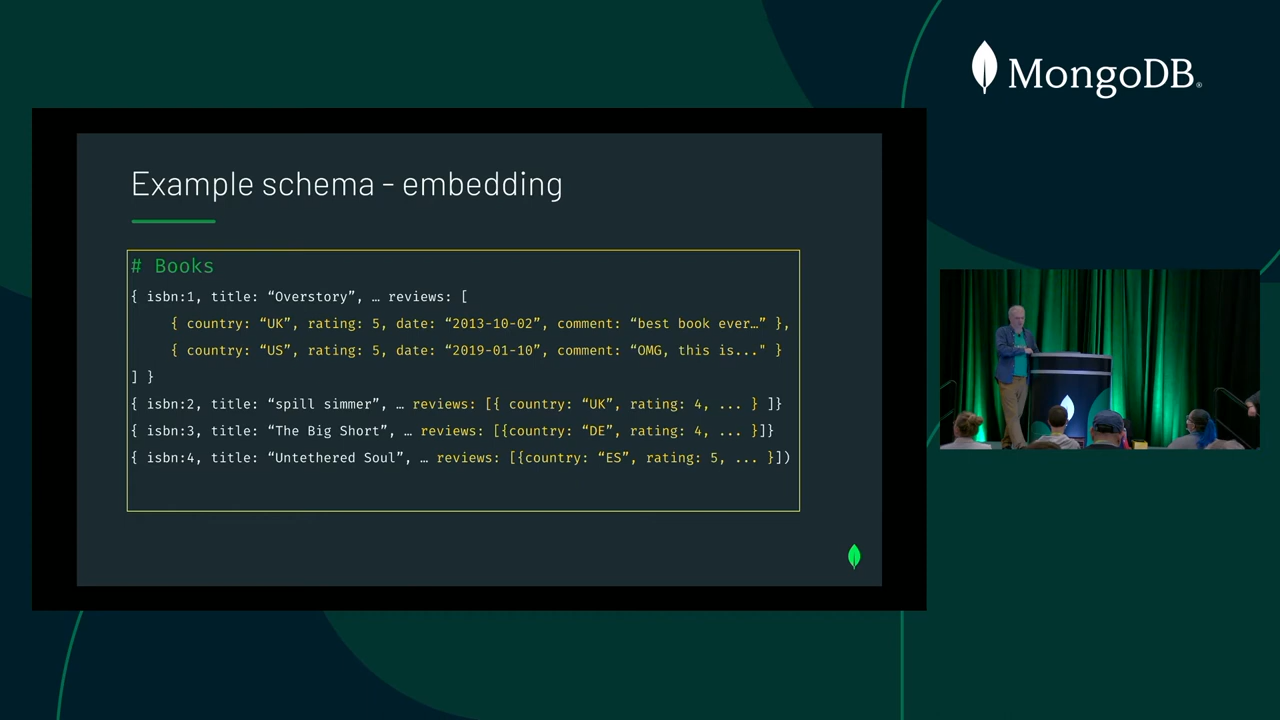 MongoDB®
Example schema - embedding
# Books
{ isbn:1, title: “Overstory”, … reviews: [
{ country: “UK”, rating: 5, date: “2013-10-02”, comment: “best book ever…” },
{ country: “US”, rating: 5, date: “2019-01-10”, comment: “OMG, this is..." }
] }
{ isbn:2, title: “spill simmer”, … reviews: [{ country: “UK”, rating: 4, ... } ]}
{ isbn:3, title: “The Big Short”, … reviews: [{country: “DE”, rating: 4, ... }]}
{ isbn:4, title: “Untethered Soul”, … reviews: [{country: “ES”, rating: 5, ... }])